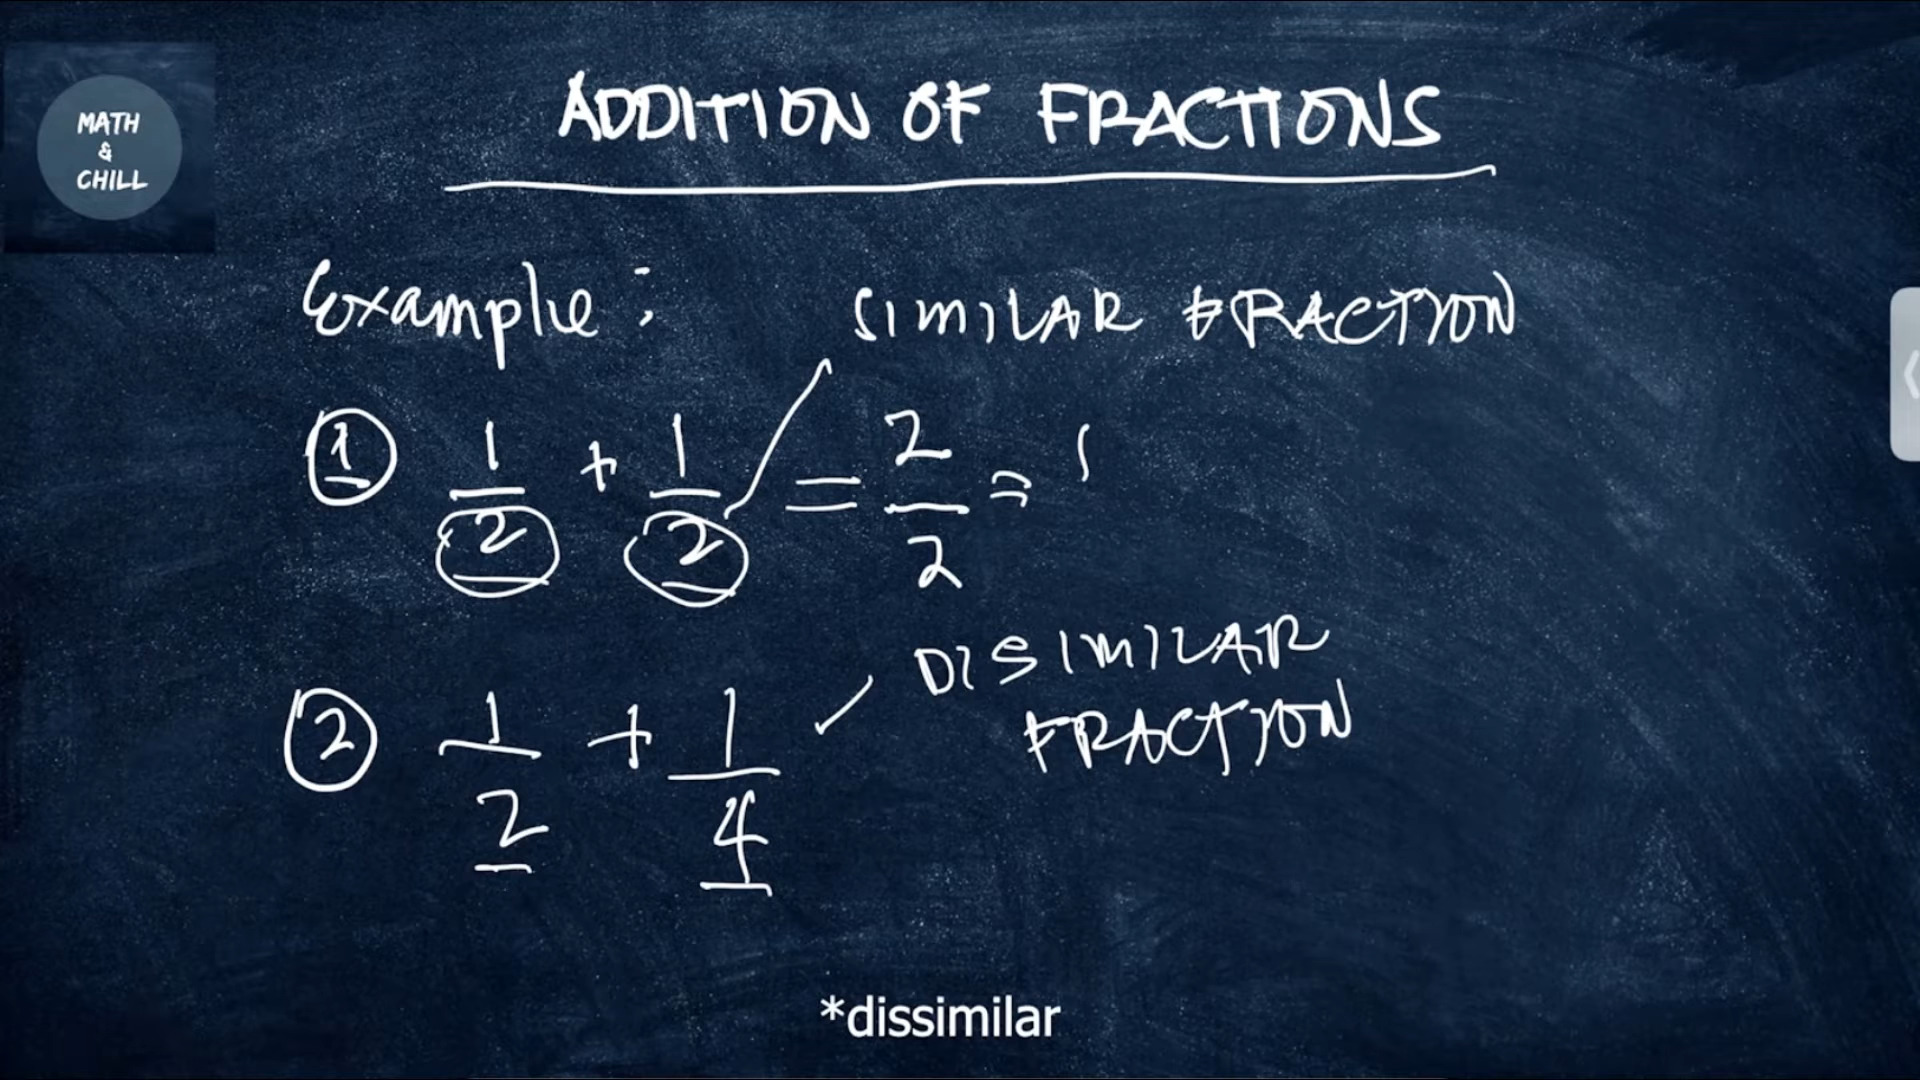 MATH
&
CHILL
ADDITION OF FRACTIONS
Example:
SIMILAR FRACTION
① 1/2 + 1/2 = 2/2 = 1
② 1/2 + 1/4
DISIMILAR
FRACTION
*dissimilar